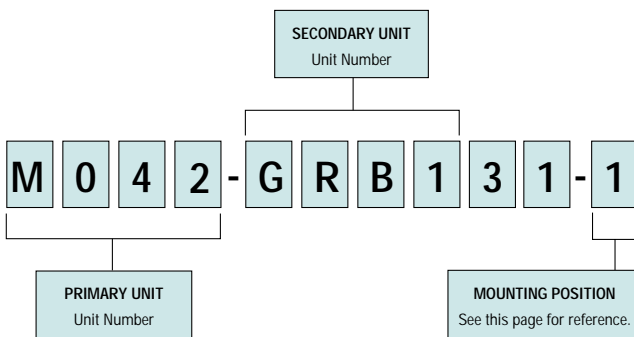 SECONDARY UNIT
Unit Number
M042-GRB131-1
PRIMARY UNIT
Unit Number
MOUNTING POSITION
See this page for reference.